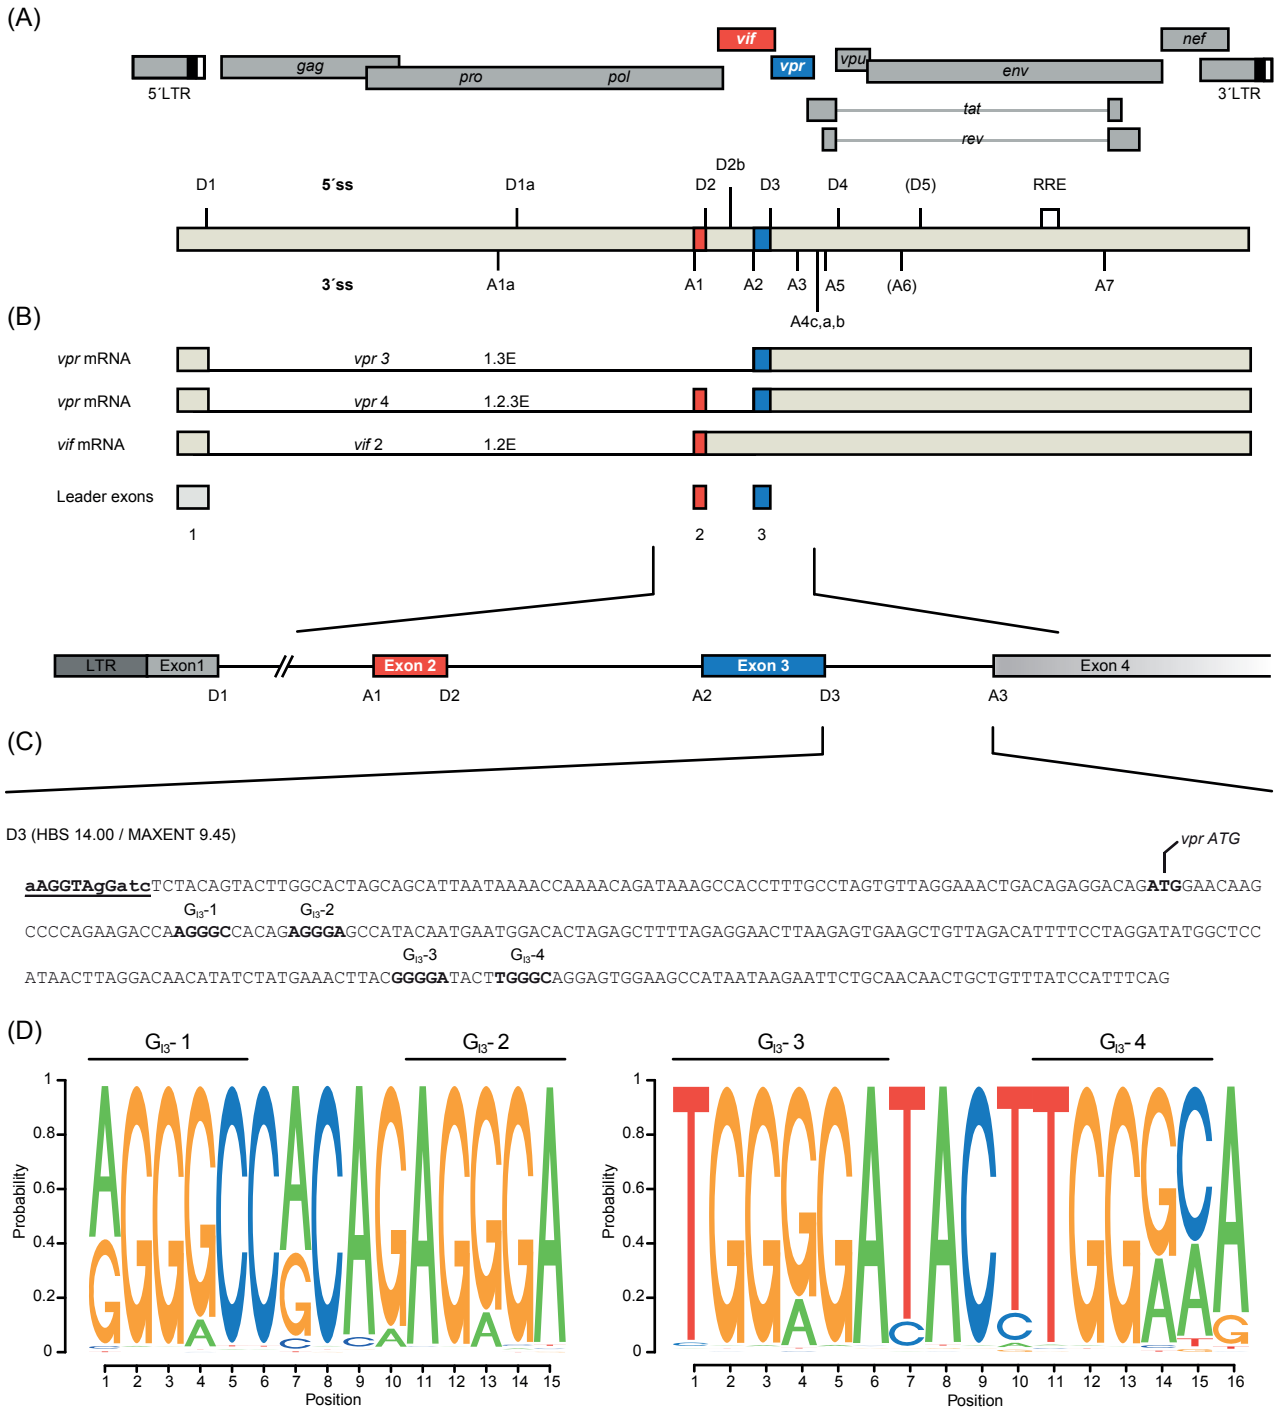 (A)
vif
nef
vpr
vpu
gag
env
pro pol
5´LTR
3´LTR
tat
rev
D2b
D1 5´ss D1a D2 D3 D4 (D5) RRE
3´ss A1a A1 A2 A3 A5 (A6) A7
A4c,a,b
(B)
vpr mRNA vpr 3 1.3E
vpr mRNA vpr 4 1.2.3E
vif mRNA vif 2 1.2E
Leader exons
1 2 3
LTR Exon1 Exon 2 Exon 3 Exon 4
D1 A1 D2 A2 D3 A3
(C)
D3 (HBS 14.00 / MAXENT 9.45)
vpr ATG
aAGGTAgGatcTCTACAGTACTTGGCACTAGCAGCATTAATAAAACCAAAACAGATAAAGCCACCTTTGCCTAGTGTTAGGAAACTGACAGAGGACAGATGGAACAAG
GI3-1 GI3-2
CCCCAGAAGACCAAGGGCCACAGAGGGAGCCATACAATGAATGGACACTAGAGCTTTTAGAGGAACTTAAGAGTGAAGCTGTTAGACATTTTCCTAGGATATGGCTCC
GI3-3 GI3-4
ATAACTTAGGACAACATATCTATGAAACTTACGGGGATACTTGGGCAGGAGTGGAAGCCATAATAAGAATTCTGCAACAACTGCTGTTTATCCATTTCAG
(D)
GI3- 1 GI3- 2 GI3- 3 GI3- 4
1 0.8 0.6 0.4 0.2 0
Probability
AGGGCCACAGAGGGA
G A GC C A A
1 2 3 4 5 6 7 8 9 10 11 12 13 14 15
Position
1 0.8 0.6 0.4 0.2 0
Probability
TGGGGATACTTGGGCA
A C C A A G
1 2 3 4 5 6 7 8 9 10 11 12 13 14 15 16
Position